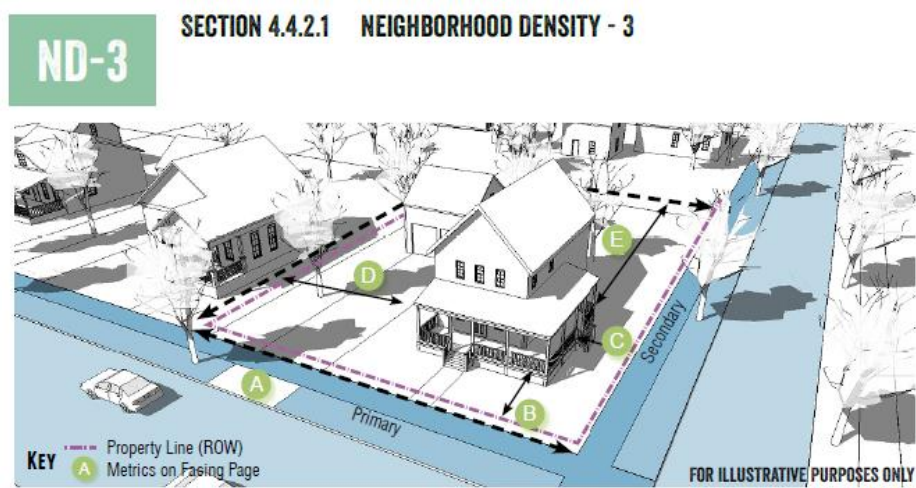 SECTION 4.4.2.1 NEIGHBORHOOD DENSITY - 3
ND-3
E
D
C
Secondary
A
B
Primary
KEY
Property Line (ROW)
A Metrics on Facing Page
FOR ILLUSTRATIVE PURPOSES ONLY